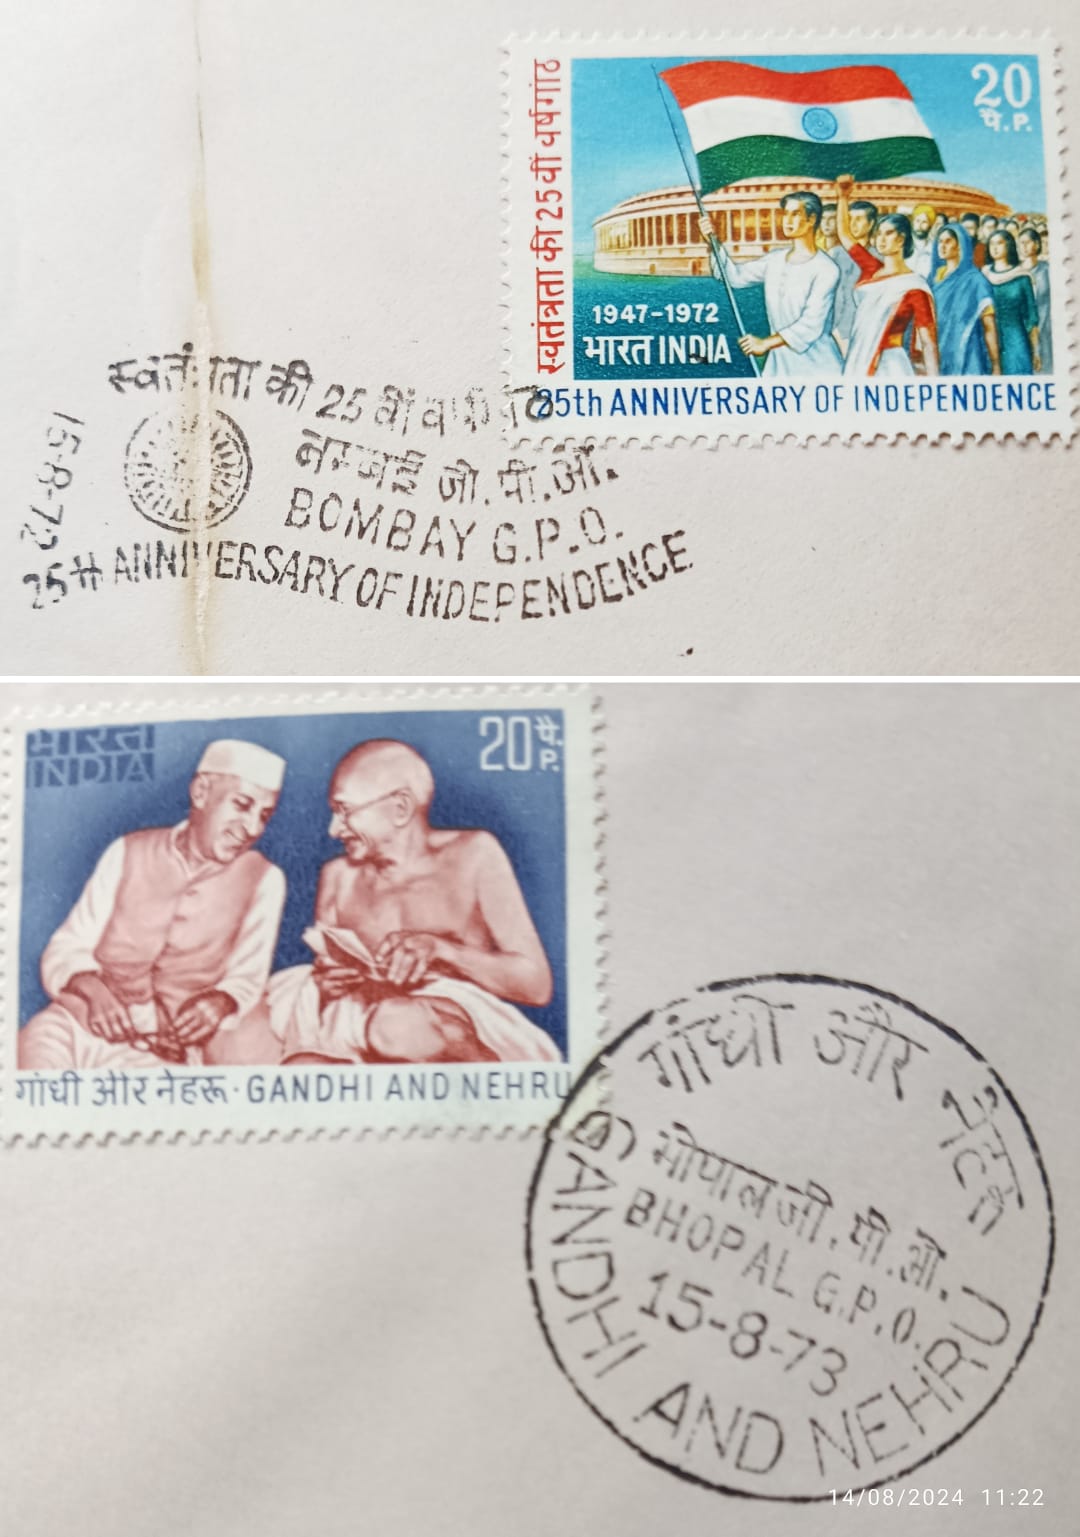 स्वतंत्रता की 25 वीं वर्षगांठ
20
पै. P.
1947-1972
भारत INDIA
25th ANNIVERSARY OF INDEPENDENCE
स्वतंत्रता की 25 वीं
15-8-72
जी.पी.ओ.
BOMBAY G.P.O.
25TH ANNIVERSARY OF INDEPENDENCE
भारत
INDIA
20 पै.
P.
गांधी और नेहरू · GANDHI AND NEHRU
गांधी और
भोपाल जी.पी.ओ.
BHOPAL G.P.O.
15-8-73
GANDHI AND NEHRU
14/08/2024 11:22